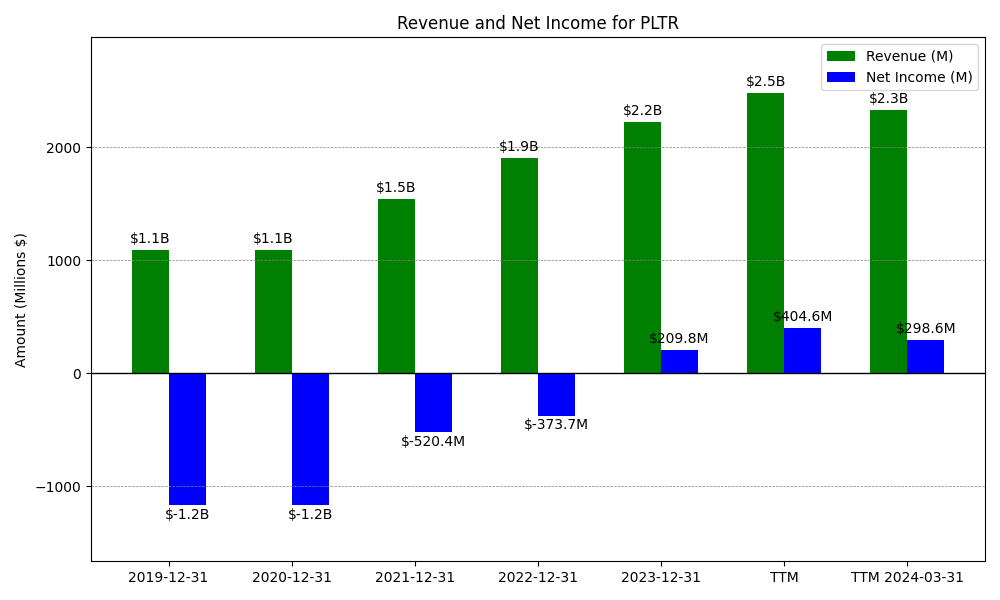 Revenue and Net Income for PLTR
Revenue (M)
Net Income (M)
Amount (Millions $)
2000
1000
0
−1000
$1.1B
$1.1B
$1.5B
$1.9B
$2.2B
$2.5B
$2.3B
$-1.2B
$-1.2B
$-520.4M
$-373.7M
$209.8M
$404.6M
$298.6M
2019-12-31
2020-12-31
2021-12-31
2022-12-31
2023-12-31
TTM
TTM 2024-03-31